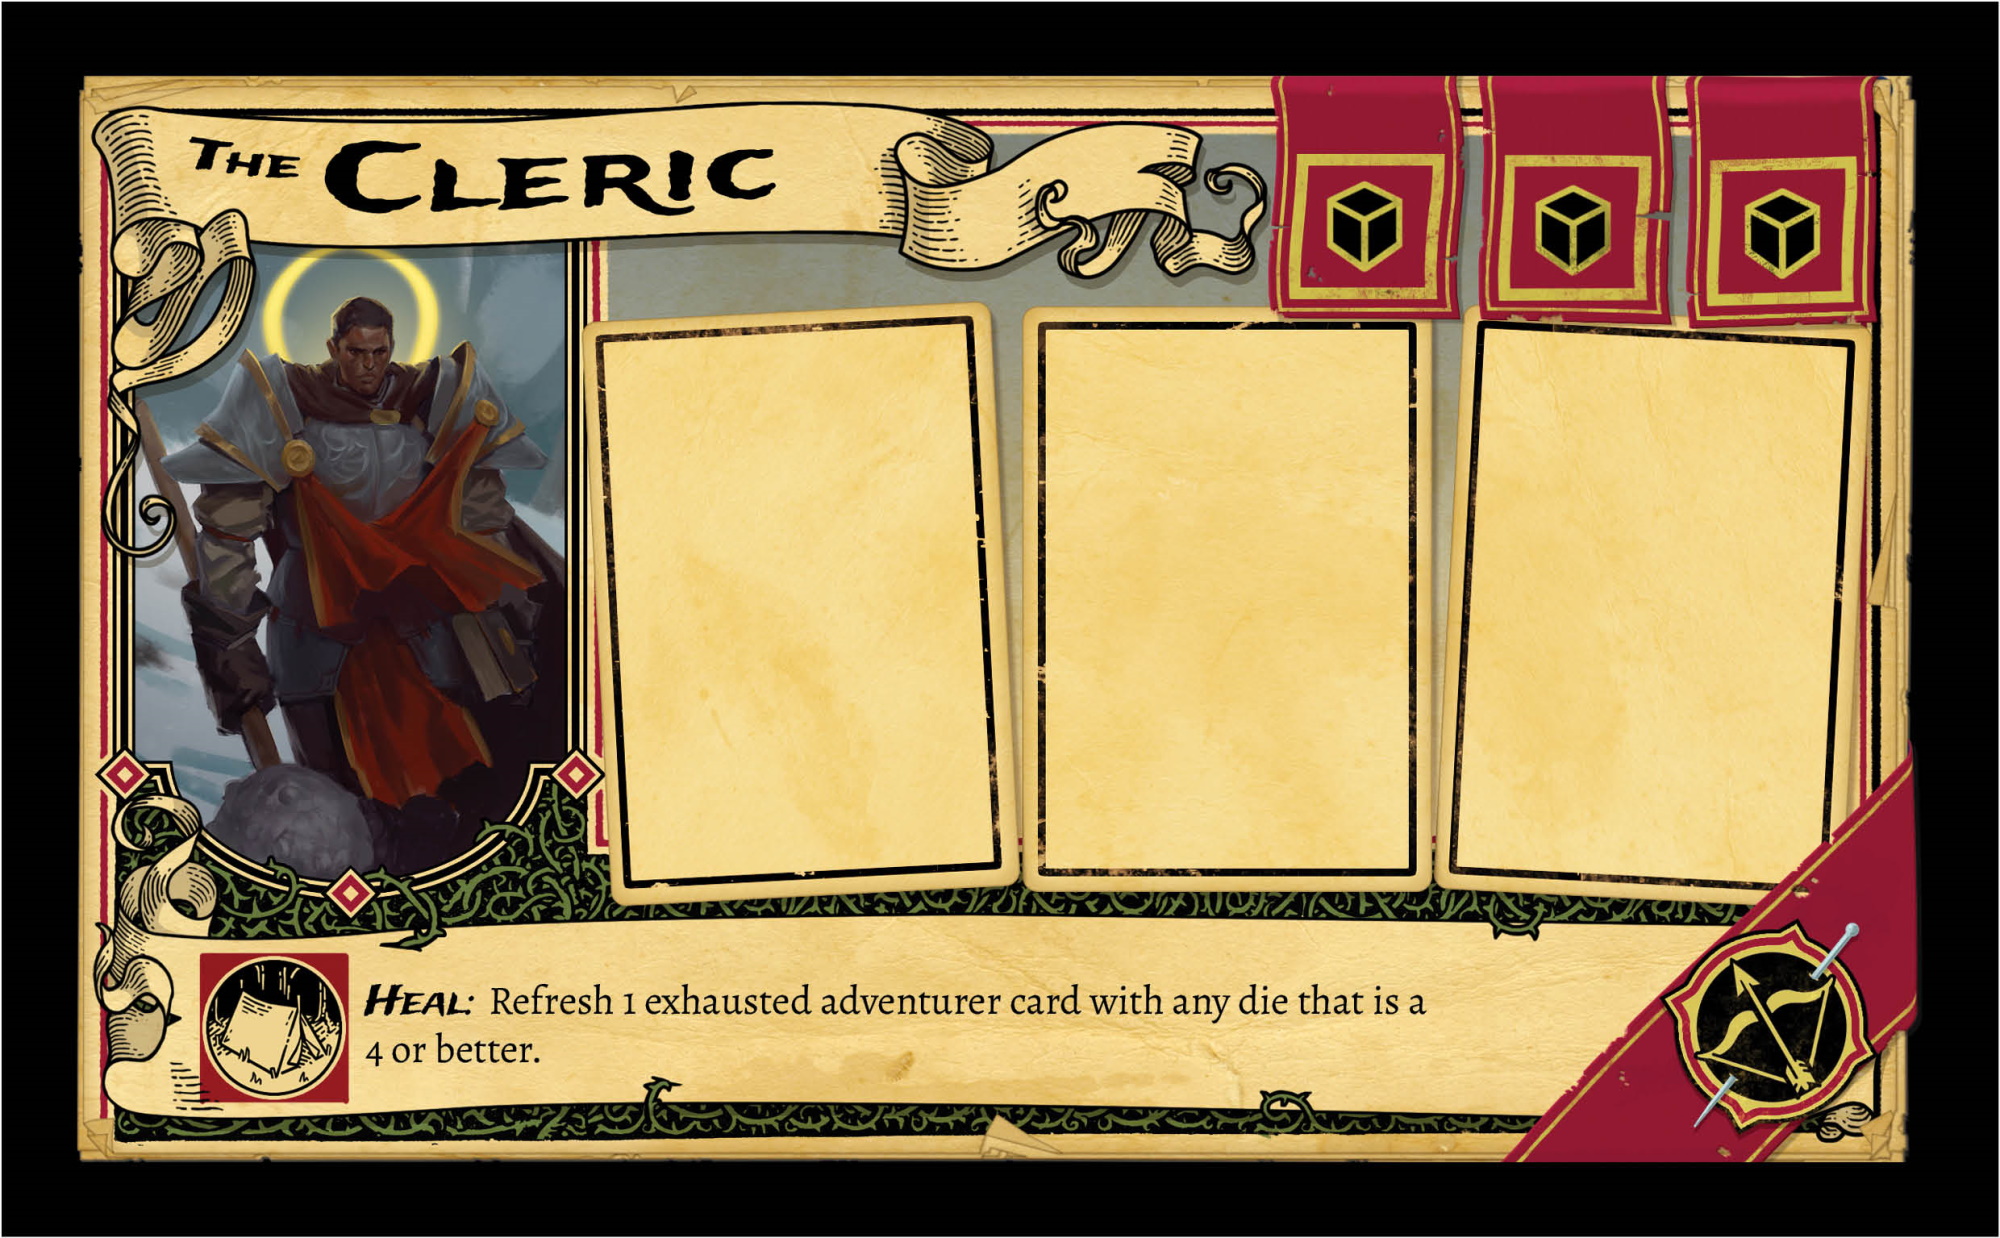 The Cleric
Heal: Refresh 1 exhausted adventurer card with any die that is a
4 or better.